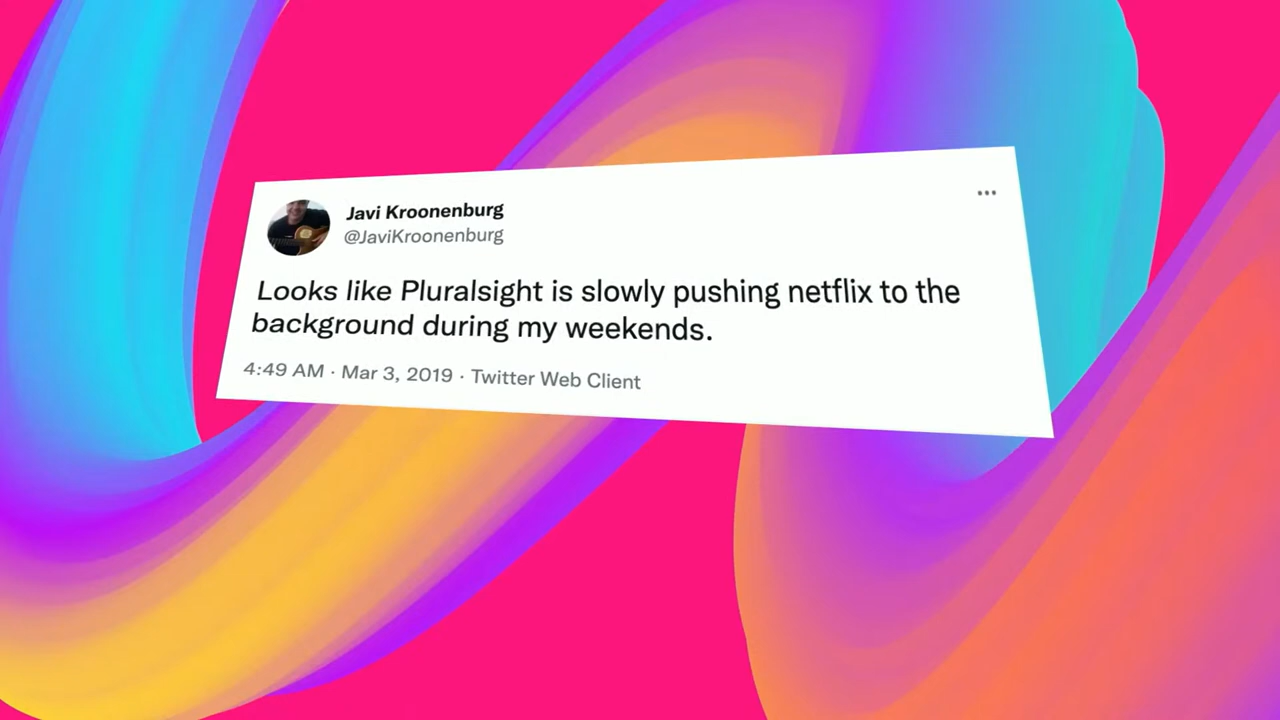 Javi Kroonenburg
@JaviKroonenburg
Looks like Pluralsight is slowly pushing netflix to the
background during my weekends.
4:49 AM · Mar 3, 2019 · Twitter Web Client